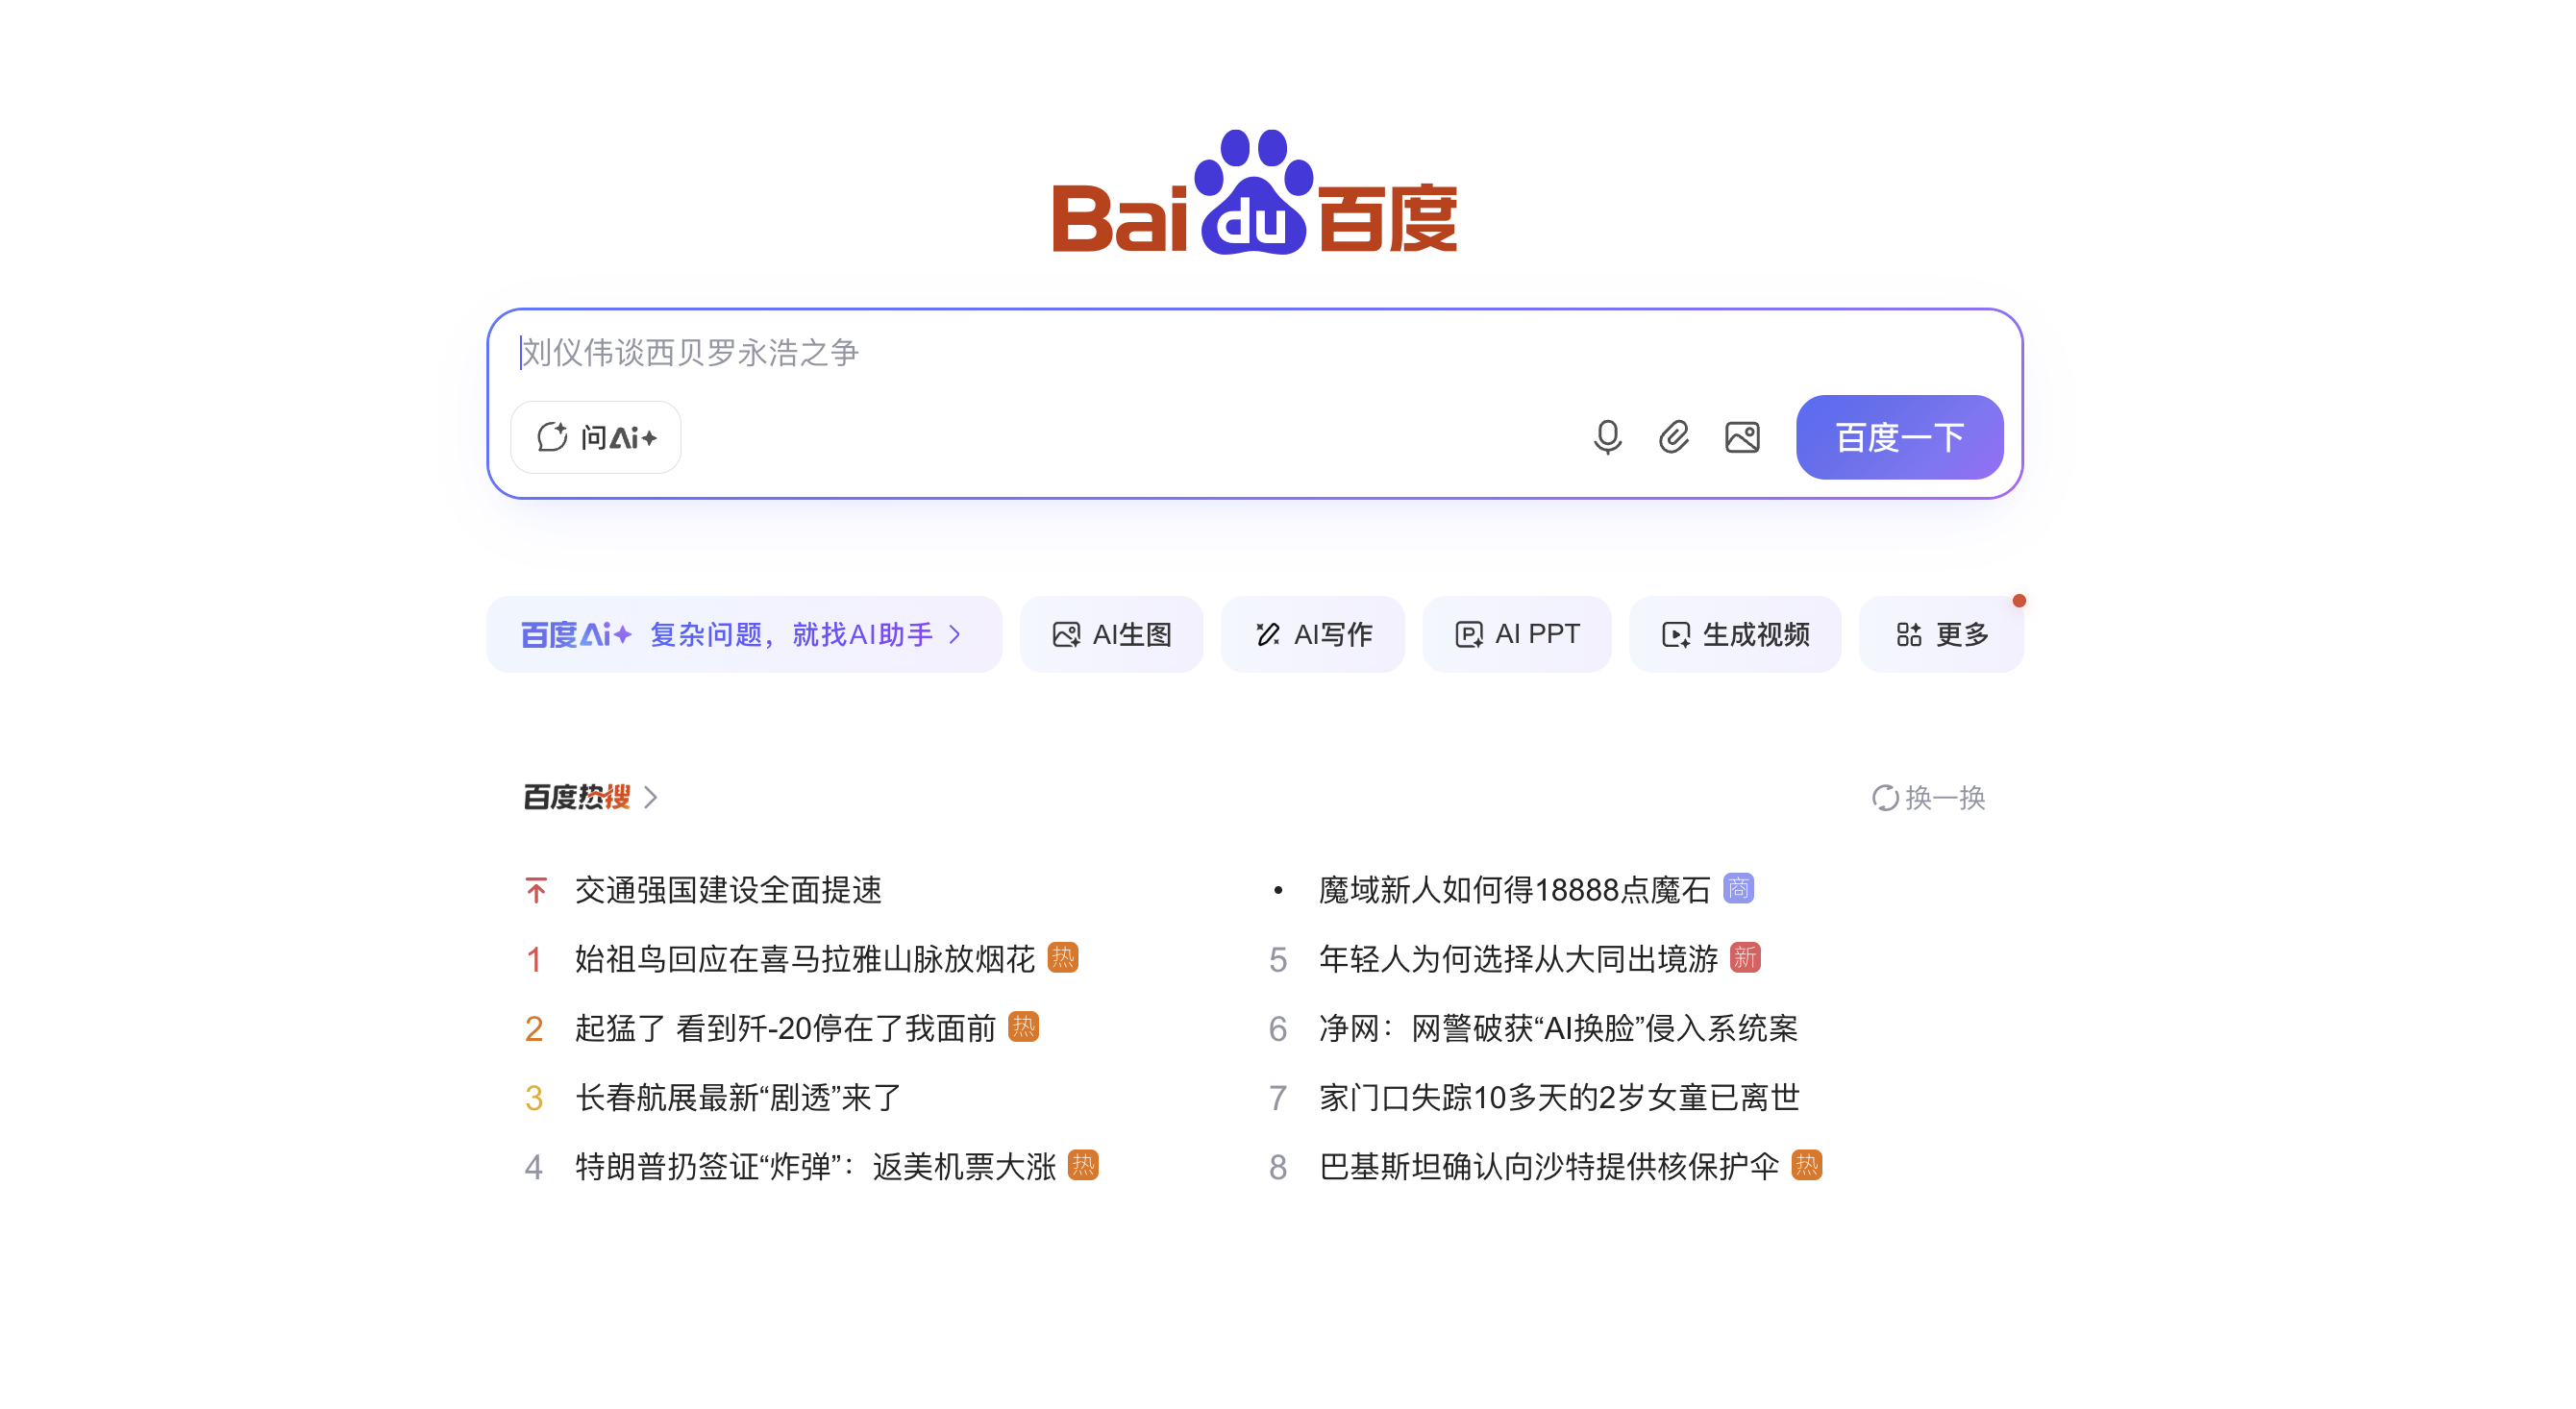 Bai du 百度
刘仪伟谈西贝罗永浩之争
问Ai 百度一下
百度Ai 复杂问题，就找AI助手 AI生图 AI写作 AI PPT 生成视频 更多
百度热搜 换一换
交通强国建设全面提速
1 始祖鸟回应在喜马拉雅山脉放烟花 热
2 起猛了 看到歼-20停在了我面前 热
3 长春航展最新“剧透”来了
4 特朗普扔签证“炸弹”：返美机票大涨 热
• 魔域新人如何得18888点魔石 商
5 年轻人为何选择从大同出境游 新
6 净网：网警破获“AI换脸”侵入系统案
7 家门口失踪10多天的2岁女童已离世
8 巴基斯坦确认向沙特提供核保护伞 热